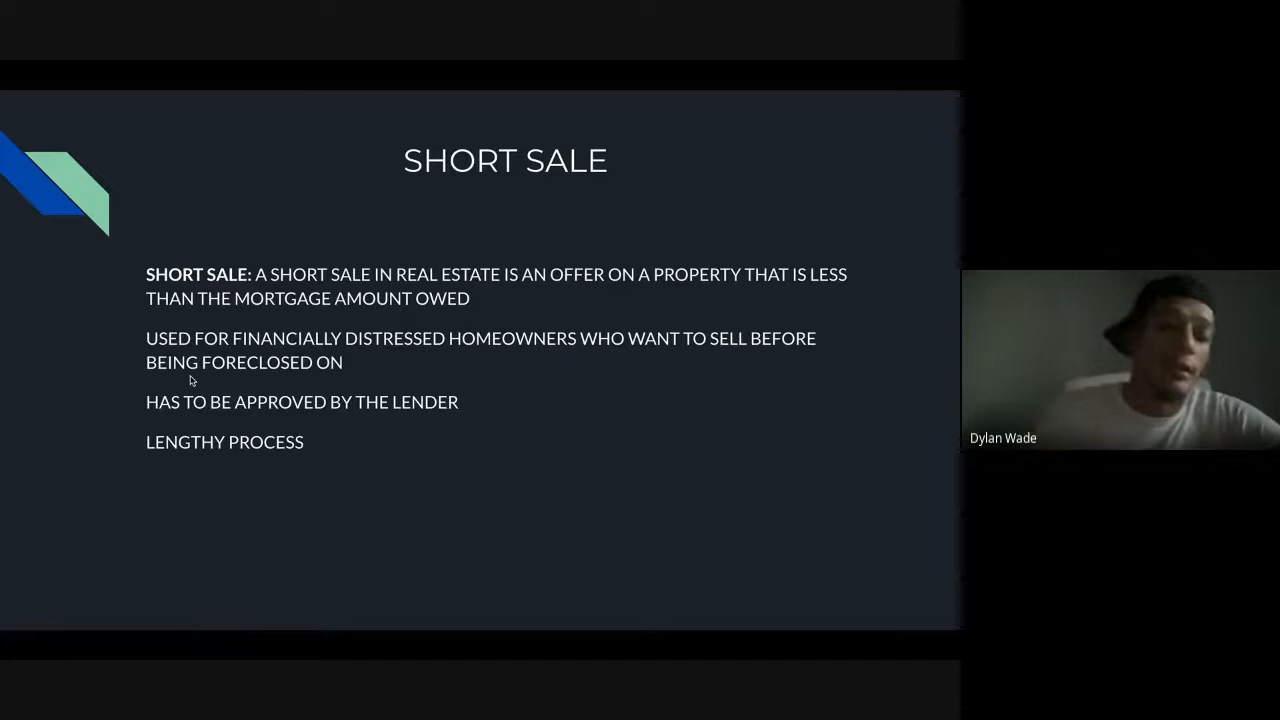 SHORT SALE
SHORT SALE: A SHORT SALE IN REAL ESTATE IS AN OFFER ON A PROPERTY THAT IS LESS
THAN THE MORTGAGE AMOUNT OWED
USED FOR FINANCIALLY DISTRESSED HOMEOWNERS WHO WANT TO SELL BEFORE
BEING FORECLOSED ON
HAS TO BE APPROVED BY THE LENDER
LENGTHY PROCESS
Dylan Wade